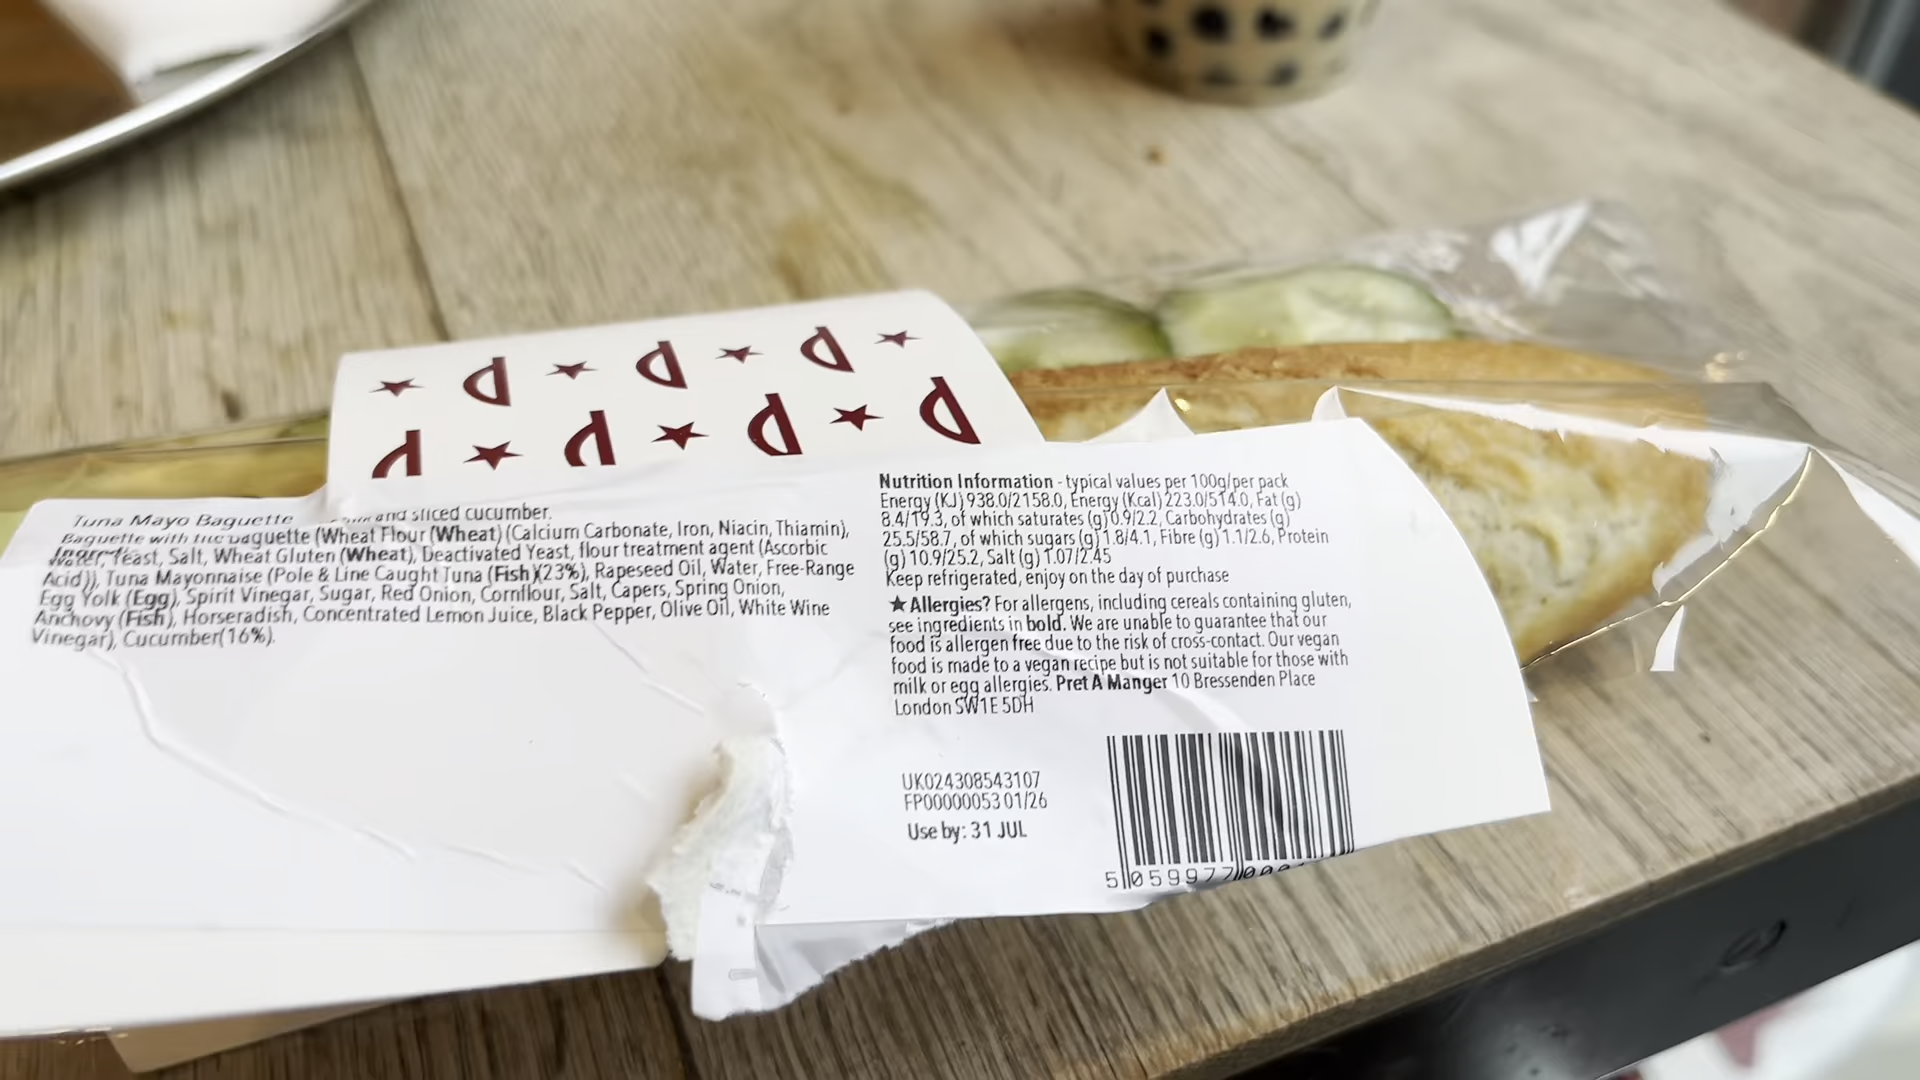 Tuna Mayo Baguette
Baguette with and sliced cucumber.
baguette (Wheat Flour (Wheat) (Calcium Carbonate, Iron, Niacin, Thiamin),
Water, Yeast, Salt, Wheat Gluten (Wheat), Deactivated Yeast, flour treatment agent (Ascorbic
Acid)), Tuna Mayonnaise (Pole & Line Caught Tuna (Fish)(23%), Rapeseed Oil, Water, Free-Range
Egg Yolk (Egg), Spirit Vinegar, Sugar, Red Onion, Cornflour, Salt, Capers, Spring Onion,
Anchovy (Fish), Horseradish, Concentrated Lemon Juice, Black Pepper, Olive Oil, White Wine
Vinegar), Cucumber(16%).
Nutrition Information - typical values per 100g/per pack
Energy (KJ) 938.0/2158.0, Energy (Kcal) 223.0/514.0, Fat (g)
8.4/19.3, of which saturates (g) 0.9/2.2, Carbohydrates (g)
25.5/58.7, of which sugars (g) 1.8/4.1, Fibre (g) 1.1/2.6, Protein
(g) 10.9/25.2, Salt (g) 1.07/2.45
Keep refrigerated, enjoy on the day of purchase
★ Allergies? For allergens, including cereals containing gluten,
see ingredients in bold. We are unable to guarantee that our
food is allergen free due to the risk of cross-contact. Our vegan
food is made to a vegan recipe but is not suitable for those with
milk or egg allergies. Pret A Manger 10 Bressenden Place
London SW1E 5DH
UK024308543107
FP00000053 01/26
Use by: 31 JUL
5 059977